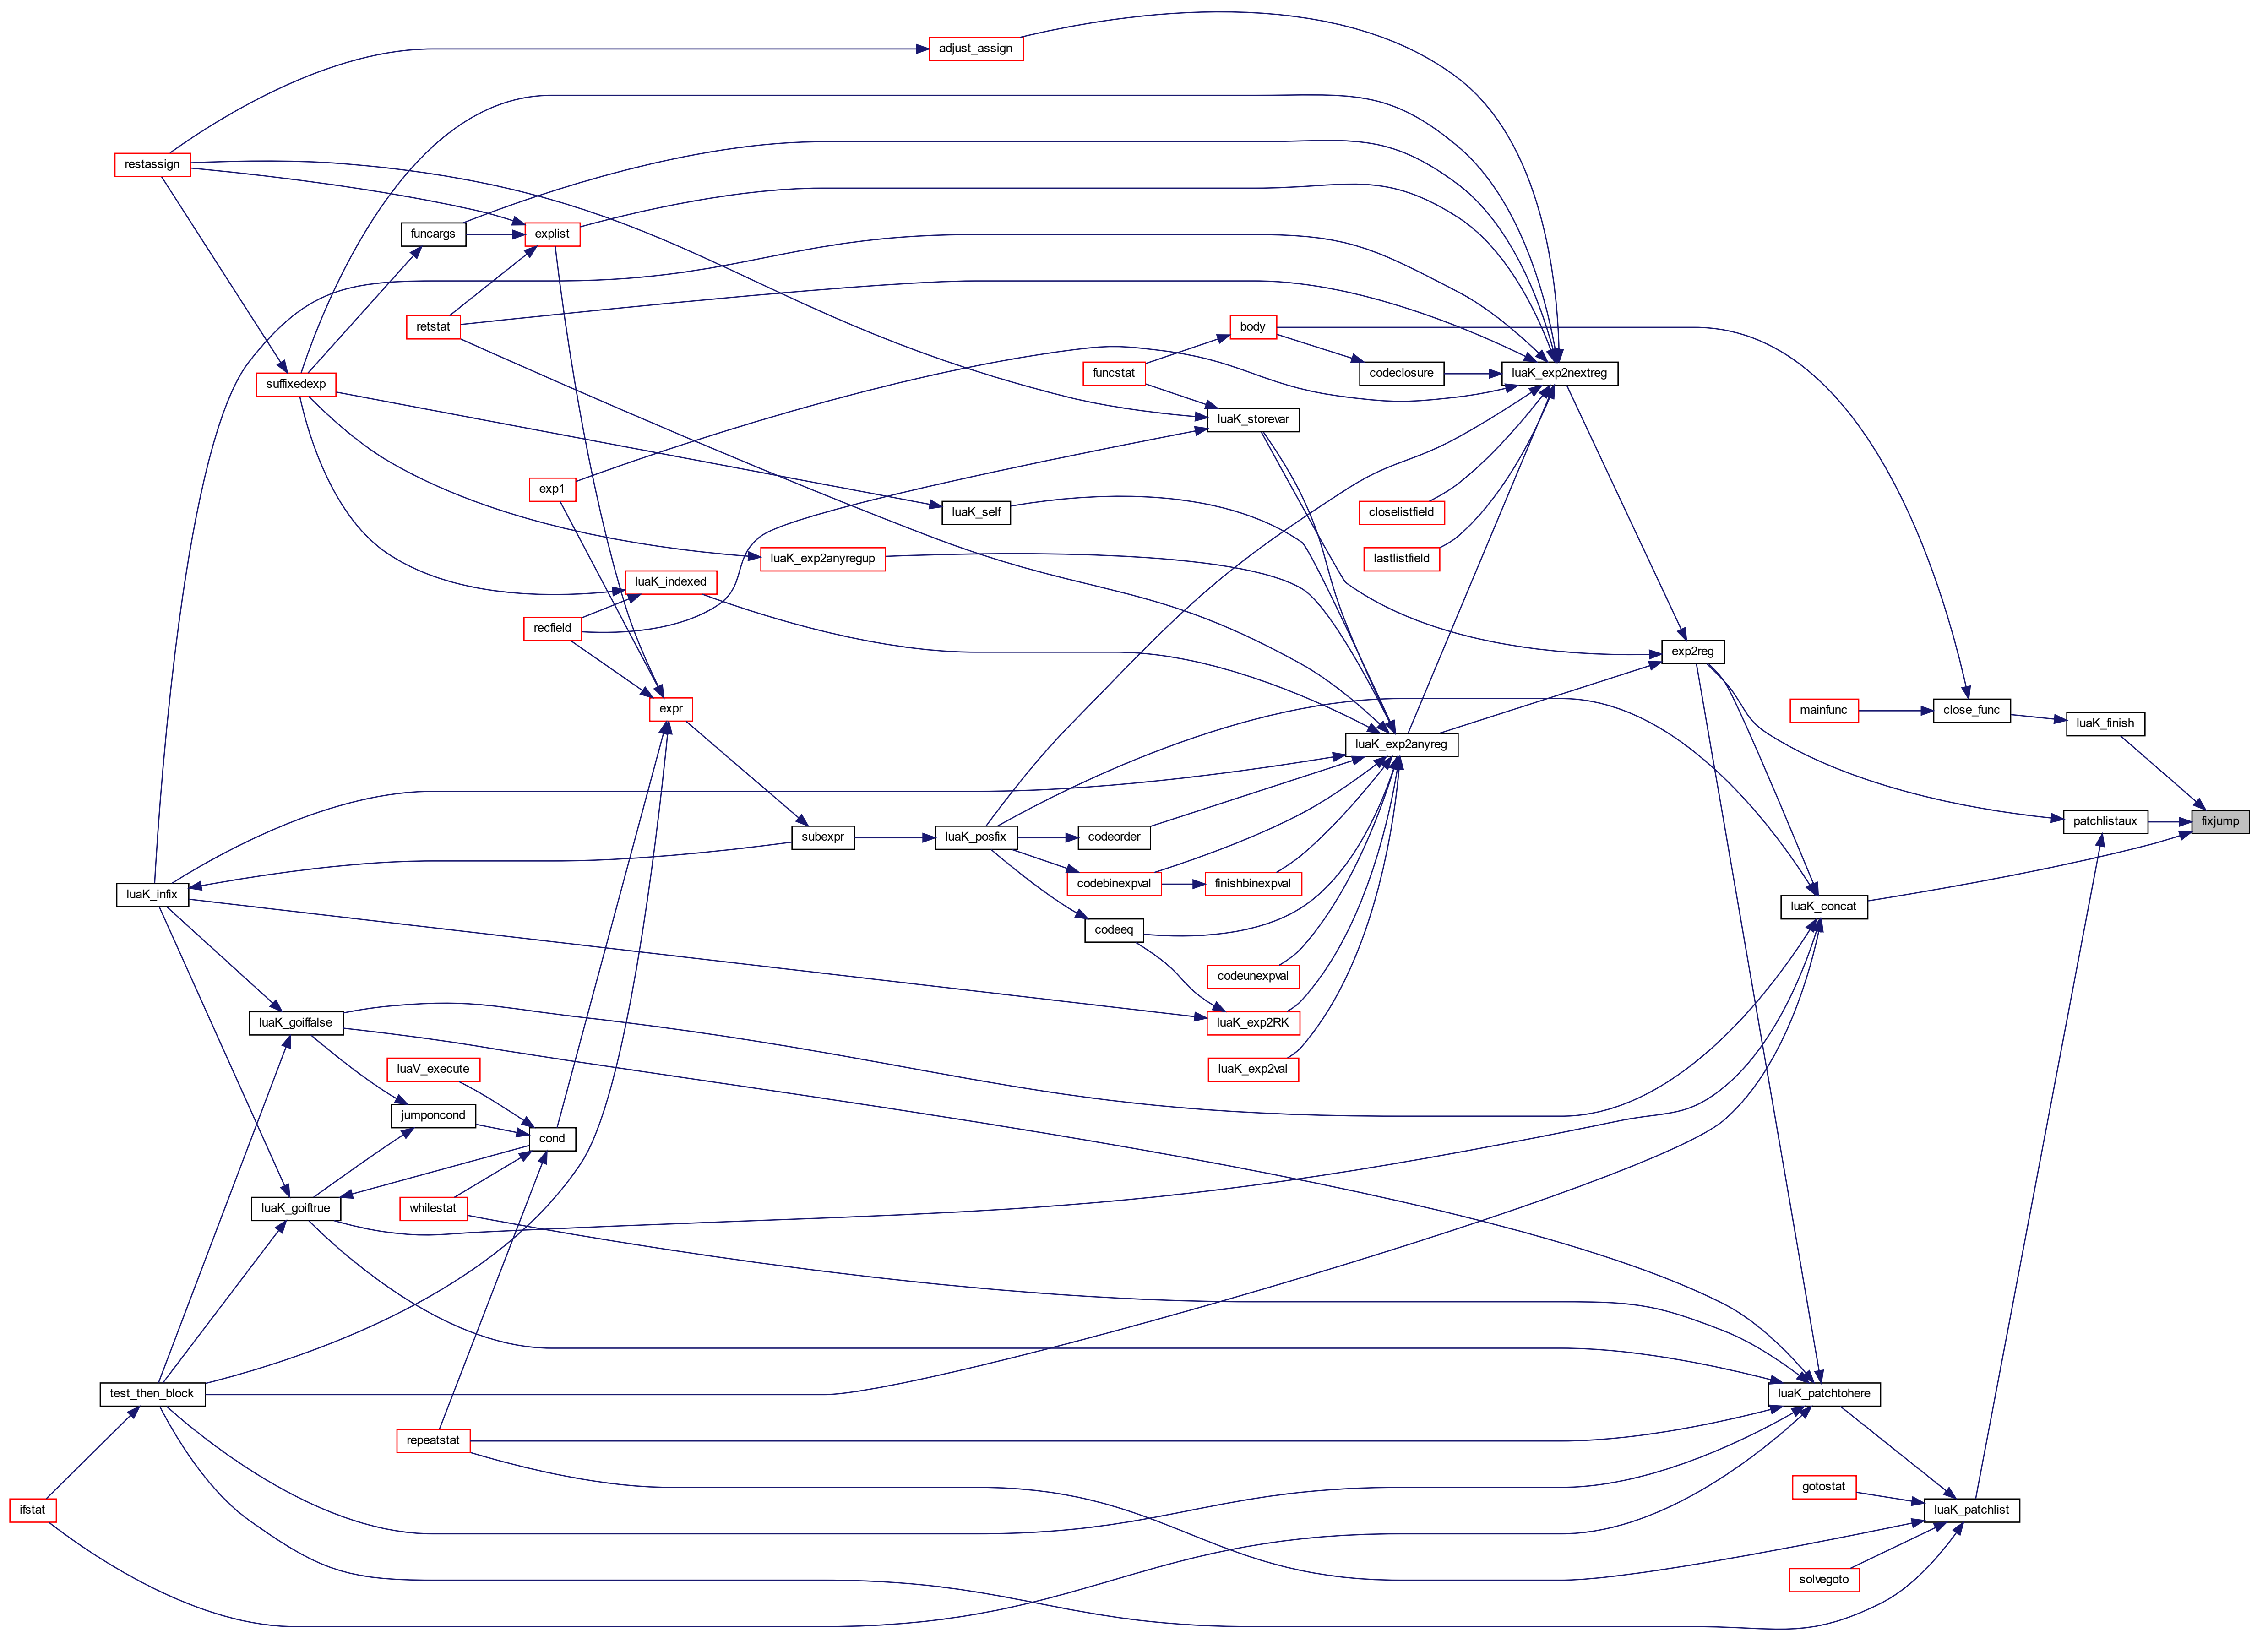 adjust_assign
restassign
funcargs
explist
retstat
body
funcstat
codeclosure
luaK_exp2nextreg
suffixedexp
luaK_storevar
exp1
luaK_self
closelistfield
lastlistfield
luaK_exp2anyregup
luaK_indexed
recfield
exp2reg
expr
mainfunc
close_func
luaK_finish
luaK_exp2anyreg
patchlistaux
fixjump
subexpr
luaK_posfix
codeorder
codebinexpval
finishbinexpval
luaK_infix
luaK_concat
codeeq
codeunexpval
luaK_goiffalse
luaK_exp2RK
luaV_execute
luaK_exp2val
jumponcond
cond
luaK_goiftrue
whilestat
test_then_block
luaK_patchtohere
repeatstat
gotostat
ifstat
luaK_patchlist
solvegoto